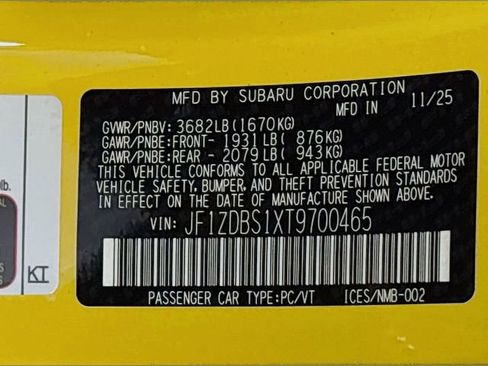 MFD BY SUBARU CORPORATION
MFD IN 11/25
GVWR/PNBV: 3682LB(1670KG)
GAWR/PNBE:FRONT- 1931LB( 876KG)
GAWR/PNBE:REAR - 2079LB( 943KG)
THIS VEHICLE CONFORMS TO ALL APPLICABLE FEDERAL MOTOR
VEHICLE SAFETY, BUMPER, AND THEFT PREVENTION STANDARDS
IN EFFECT ON THE DATE OF MANUFACTURE SHOWN ABOVE.
VIN: JF1ZDBS1XT9700465
PASSENGER CAR TYPE:PC/VT ICES/NMB-002
lb.
KT